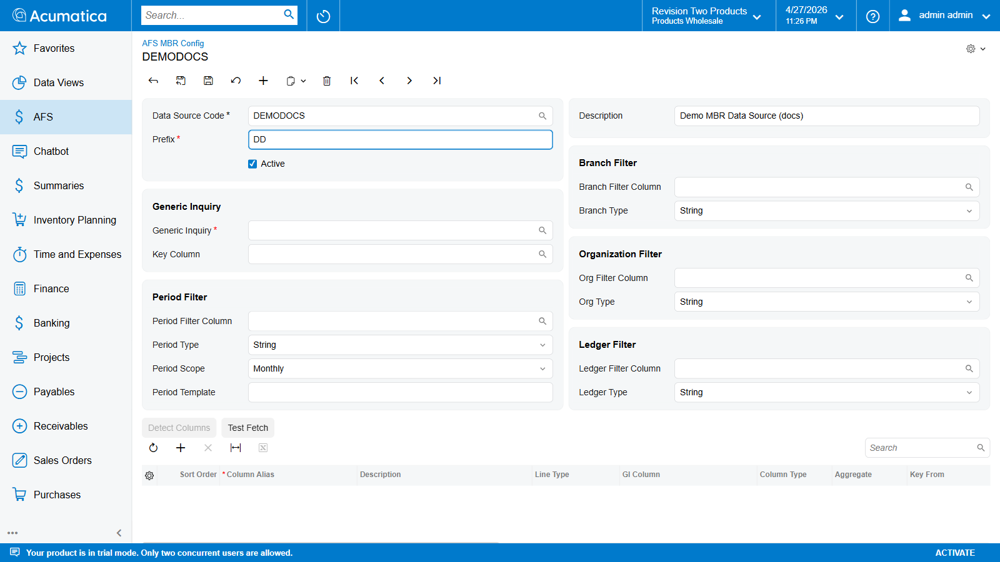 Acumatica
Search...
Revision Two Products
Products Wholesale
4/27/2026
11:26 PM
admin admin
Favorites
Data Views
AFS
Chatbot
Summaries
Inventory Planning
Time and Expenses
Finance
Banking
Projects
Payables
Receivables
Sales Orders
Purchases
AFS MBR Config
DEMODOCS
Data Source Code *
DEMODOCS
Prefix *
DD
Active
Description
Demo MBR Data Source (docs)
Generic Inquiry
Generic Inquiry *
Key Column
Period Filter
Period Filter Column
Period Type
String
Period Scope
Monthly
Period Template
Branch Filter
Branch Filter Column
Branch Type
String
Organization Filter
Org Filter Column
Org Type
String
Ledger Filter
Ledger Filter Column
Ledger Type
String
Detect Columns
Test Fetch
Search
Sort Order
* Column Alias
Description
Line Type
GI Column
Column Type
Aggregate
Key From
Your product is in trial mode. Only two concurrent users are allowed.
ACTIVATE